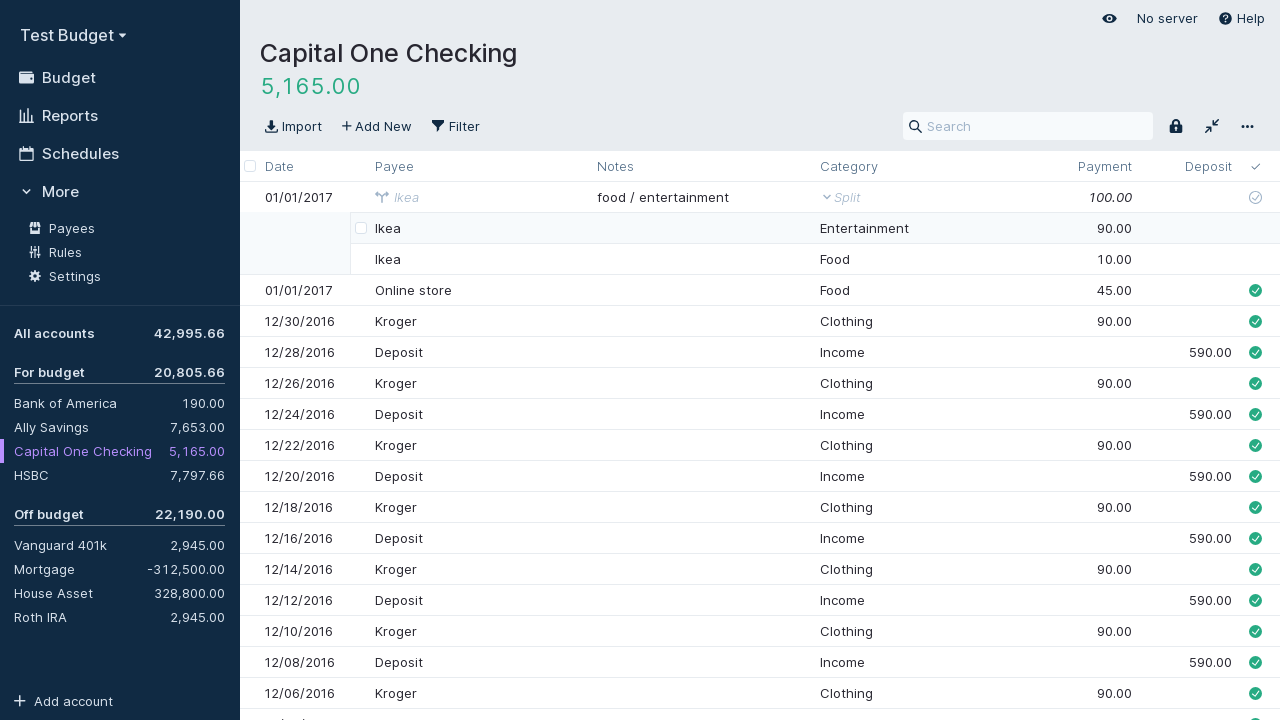 Test Budget
Budget
Reports
Schedules
More
Payees
Rules
Settings
All accounts 42,995.66
For budget 20,805.66
Bank of America 190.00
Ally Savings 7,653.00
Capital One Checking 5,165.00
HSBC 7,797.66
Off budget 22,190.00
Vanguard 401k 2,945.00
Mortgage -312,500.00
House Asset 328,800.00
Roth IRA 2,945.00
Add account
No server Help
Capital One Checking
5,165.00
Import Add New Filter Search
Date Payee Notes Category Payment Deposit
01/01/2017 Ikea food / entertainment Split 100.00
Ikea Entertainment 90.00
Ikea Food 10.00
01/01/2017 Online store Food 45.00
12/30/2016 Kroger Clothing 90.00
12/28/2016 Deposit Income 590.00
12/26/2016 Kroger Clothing 90.00
12/24/2016 Deposit Income 590.00
12/22/2016 Kroger Clothing 90.00
12/20/2016 Deposit Income 590.00
12/18/2016 Kroger Clothing 90.00
12/16/2016 Deposit Income 590.00
12/14/2016 Kroger Clothing 90.00
12/12/2016 Deposit Income 590.00
12/10/2016 Kroger Clothing 90.00
12/08/2016 Deposit Income 590.00
12/06/2016 Kroger Clothing 90.00